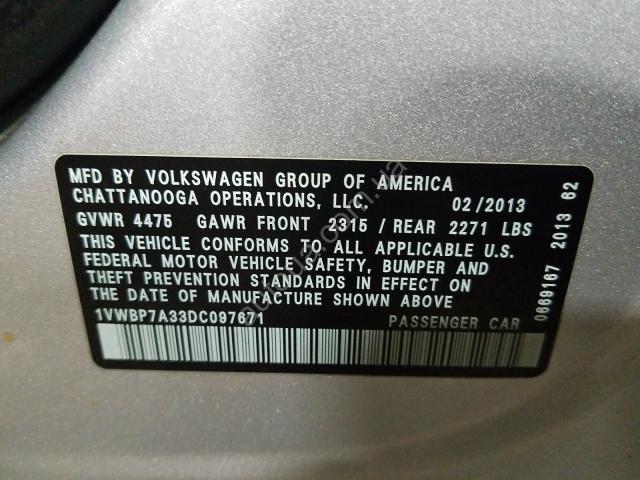 MFD BY VOLKSWAGEN GROUP OF AMERICA
CHATTANOOGA OPERATIONS, LLC. 02/2013
GVWR 4475 GAWR FRONT 2315 / REAR 2271 LBS
THIS VEHICLE CONFORMS TO ALL APPLICABLE U.S.
FEDERAL MOTOR VEHICLE SAFETY, BUMPER AND
THEFT PREVENTION STANDARDS IN EFFECT ON
THE DATE OF MANUFACTURE SHOWN ABOVE
1VWBP7A33DC097671 PASSENGER CAR
0669167 2013 62